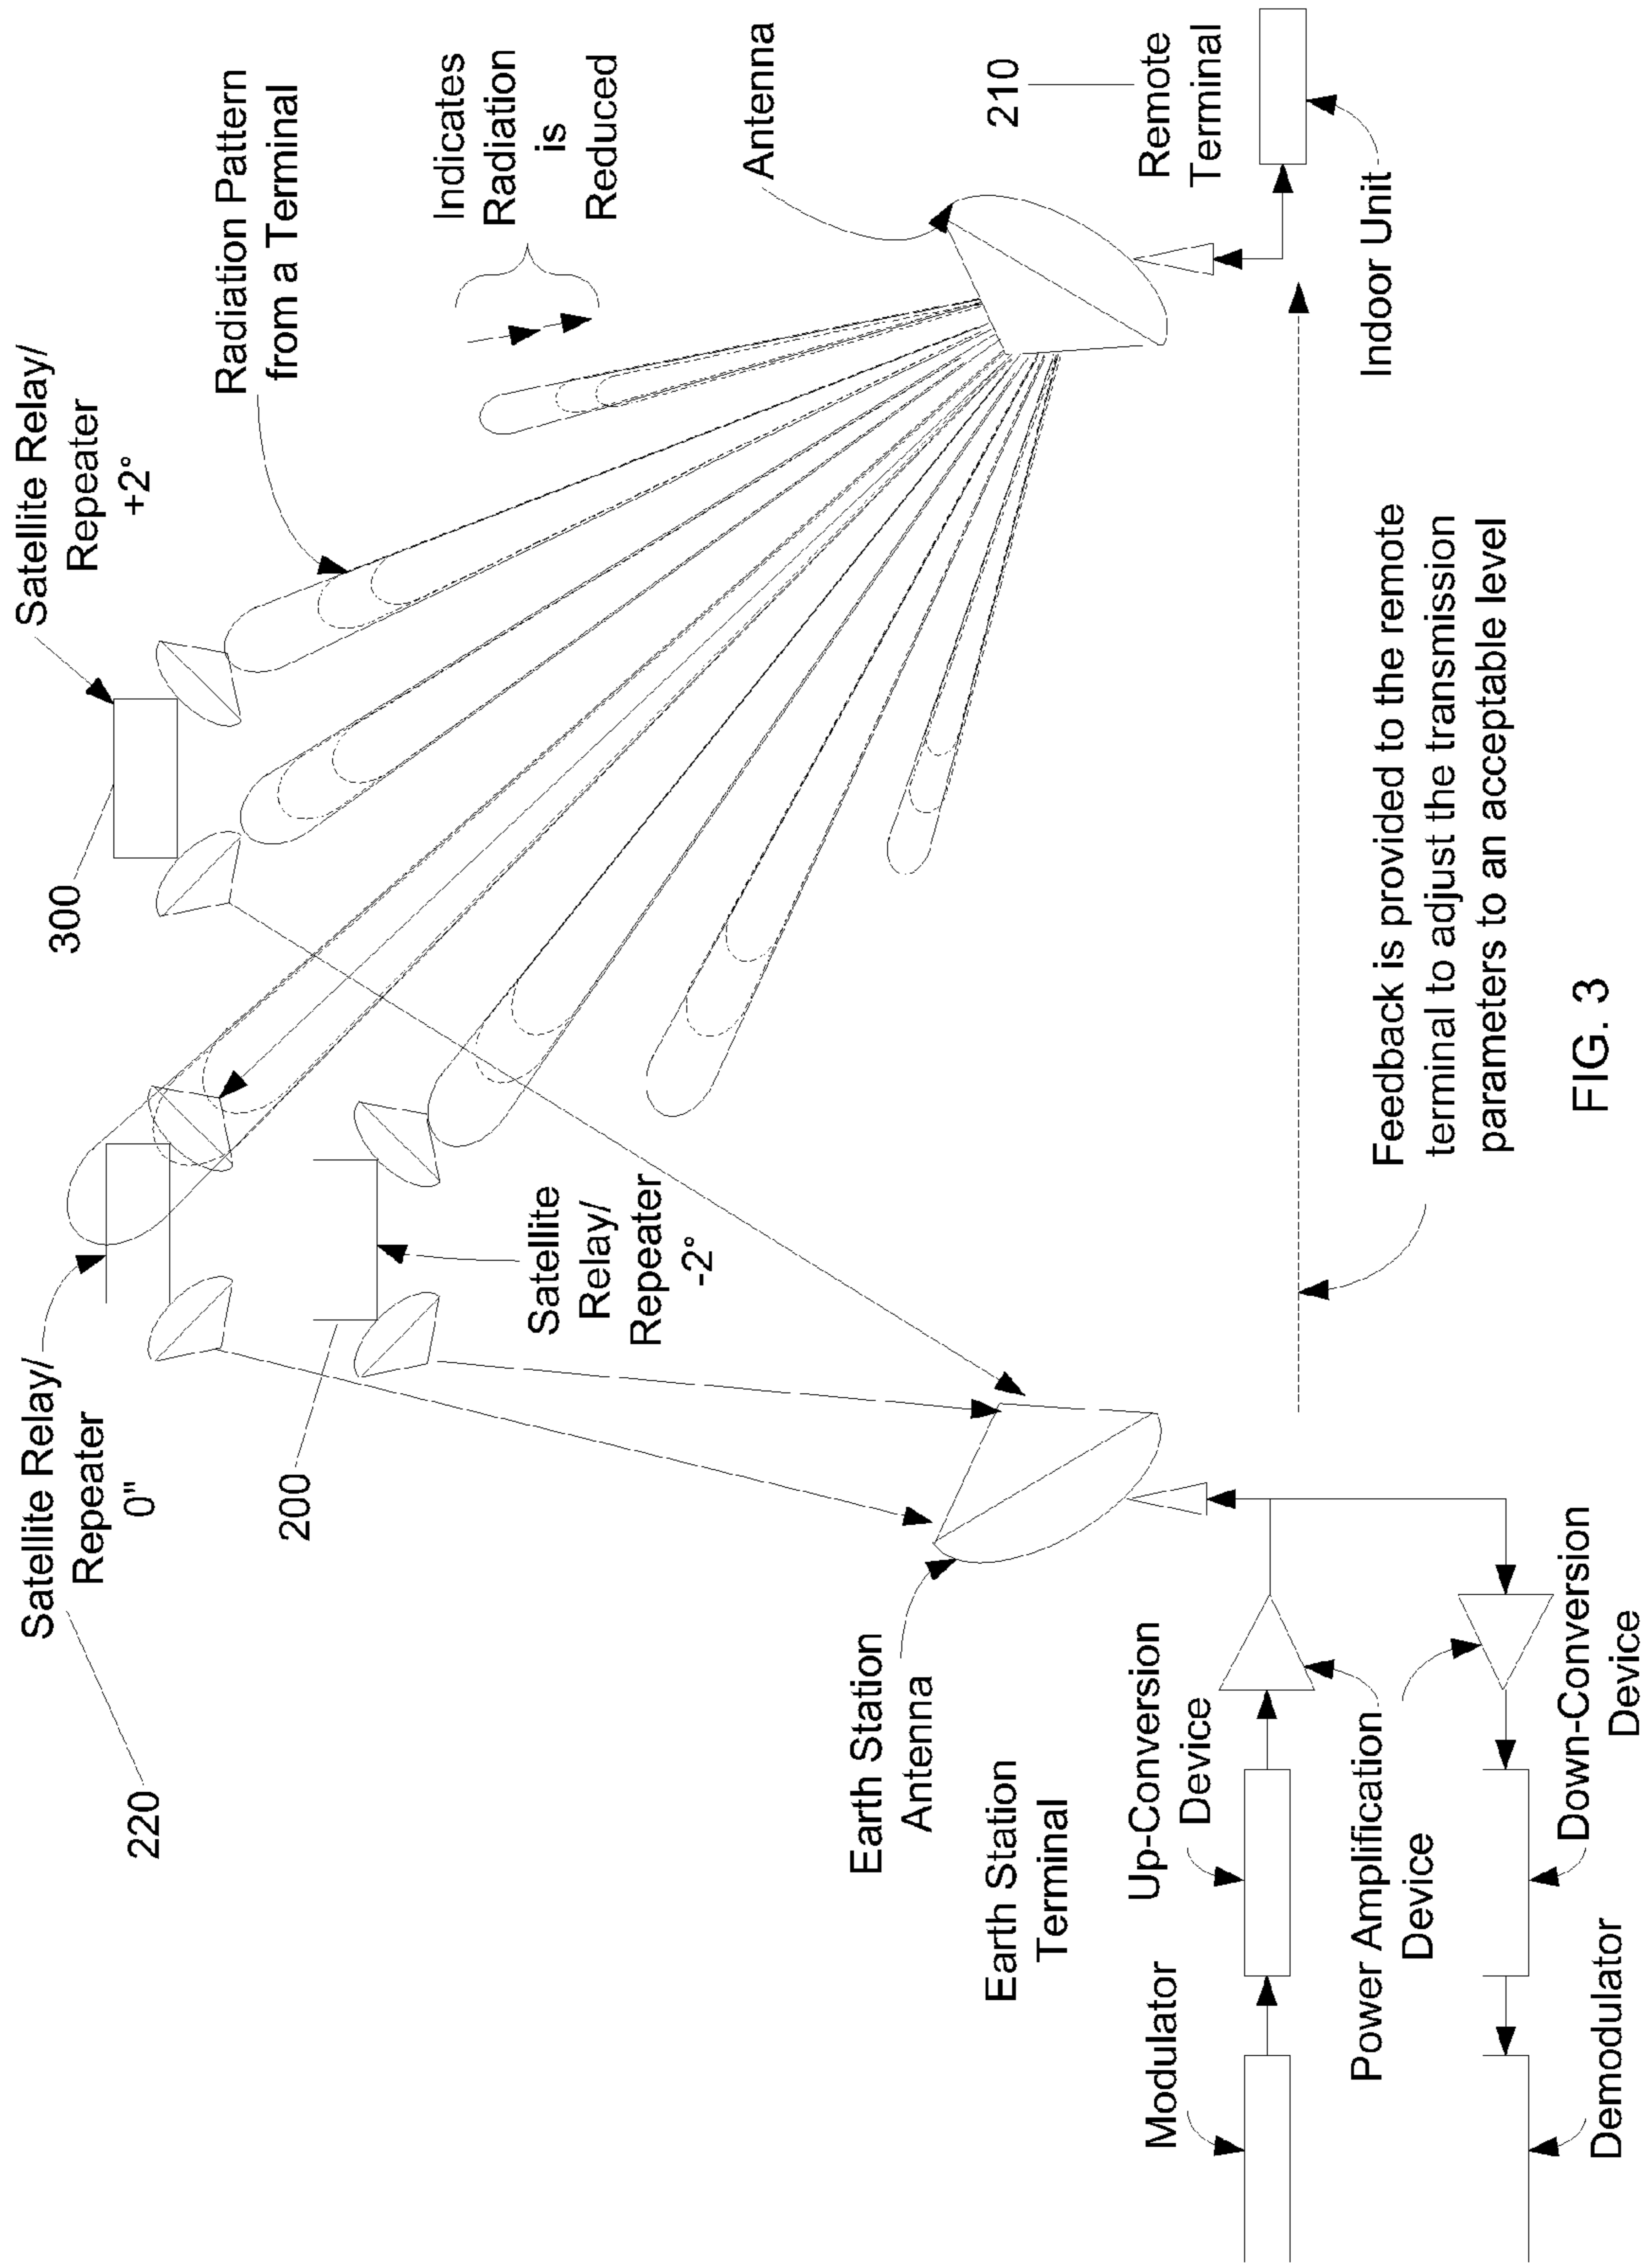 Satellite Relay/
Repeater
0"
220
200
Satellite
Relay/
Repeater
-2°
300
Satellite Relay/
Repeater
+2°
Radiation Pattern
from a Terminal
Indicates
Radiation
is
Reduced
Antenna
210
Remote
Terminal
Indoor Unit
Earth Station
Antenna
Earth Station
Terminal
Up-Conversion
Device
Modulator
Power Amplification
Device
Down-Conversion
Device
Demodulator
Feedback is provided to the remote
terminal to adjust the transmission
parameters to an acceptable level
FIG. 3